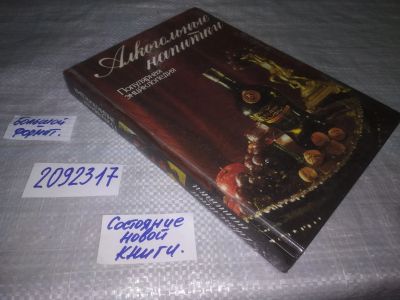 Алкогольные
напитки
Популярная
энциклопедия
большой
формат.
2092317
Состояние
новой
книги.